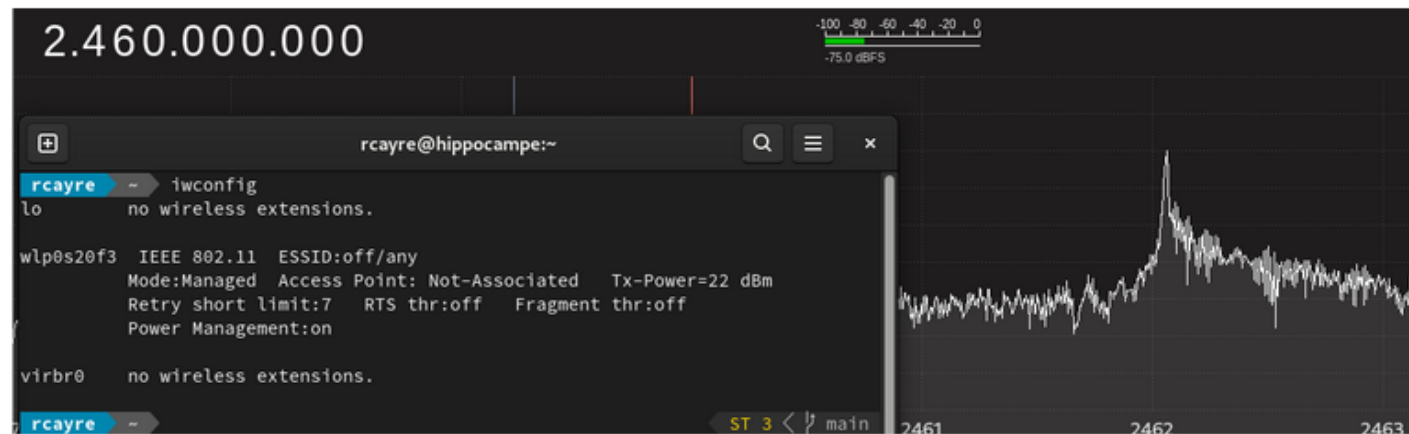 2.460.000.000
-100 -80 -60 -40 -20 0
-75.0 dBFS
rcayre@hippocampe:~
rcayre ~ iwconfig
lo no wireless extensions.
wlp0s20f3 IEEE 802.11 ESSID:off/any
Mode:Managed Access Point: Not-Associated Tx-Power=22 dBm
Retry short limit:7 RTS thr:off Fragment thr:off
Power Management:on
virbr0 no wireless extensions.
rcayre ~ ST 3 main
2461 2462 2463